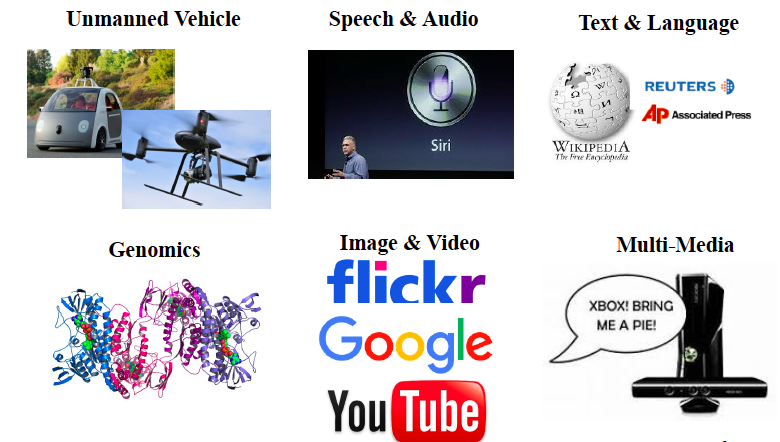 Unmanned Vehicle
Speech & Audio
Text & Language
Siri
REUTERS
AP Associated Press
WIKIPEDIA
The Free Encyclopedia
Genomics
Image & Video
Multi-Media
flickr
Google
YouTube
XBOX! BRING
ME A PIE!